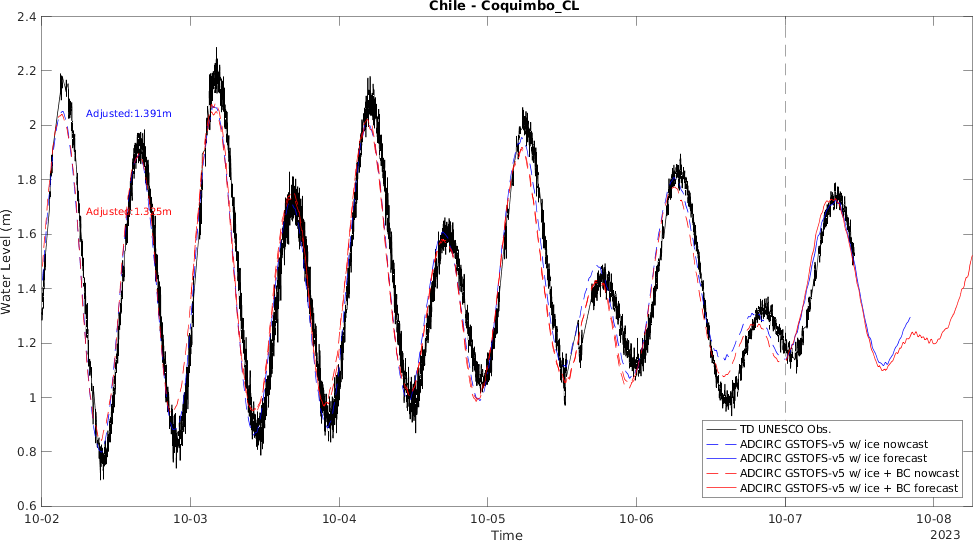 Chile - Coquimbo_CL
2.4
2.2
2
1.8
1.6
1.4
1.2
1
0.8
0.6
Water Level (m)
Adjusted:1.391m
Adjusted:1.325m
TD UNESCO Obs.
ADCIRC GSTOFS-v5 w/ ice nowcast
ADCIRC GSTOFS-v5 w/ ice forecast
ADCIRC GSTOFS-v5 w/ ice + BC nowcast
ADCIRC GSTOFS-v5 w/ ice + BC forecast
10-02 10-03 10-04 10-05 10-06 10-07 10-08
Time
2023